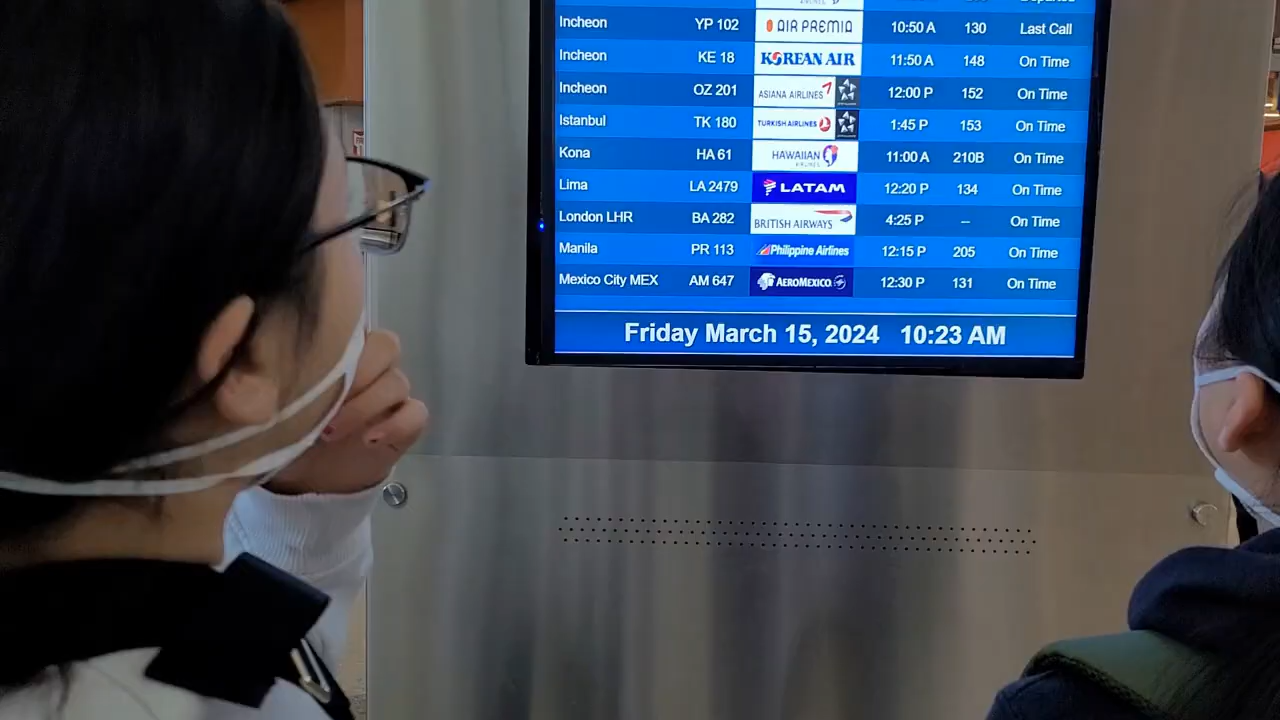 Departed
Incheon YP 102 AIR PREMIA 10:50 A 130 Last Call
Incheon KE 18 KOREAN AIR 11:50 A 148 On Time
Incheon OZ 201 ASIANA AIRLINES 12:00 P 152 On Time
Istanbul TK 180 TURKISH AIRLINES 1:45 P 153 On Time
Kona HA 61 HAWAIIAN AIRLINES 11:00 A 210B On Time
Lima LA 2479 LATAM 12:20 P 134 On Time
London LHR BA 282 BRITISH AIRWAYS 4:25 P -- On Time
Manila PR 113 Philippine Airlines 12:15 P 205 On Time
Mexico City MEX AM 647 AEROMEXICO 12:30 P 131 On Time
Friday March 15, 2024 10:23 AM